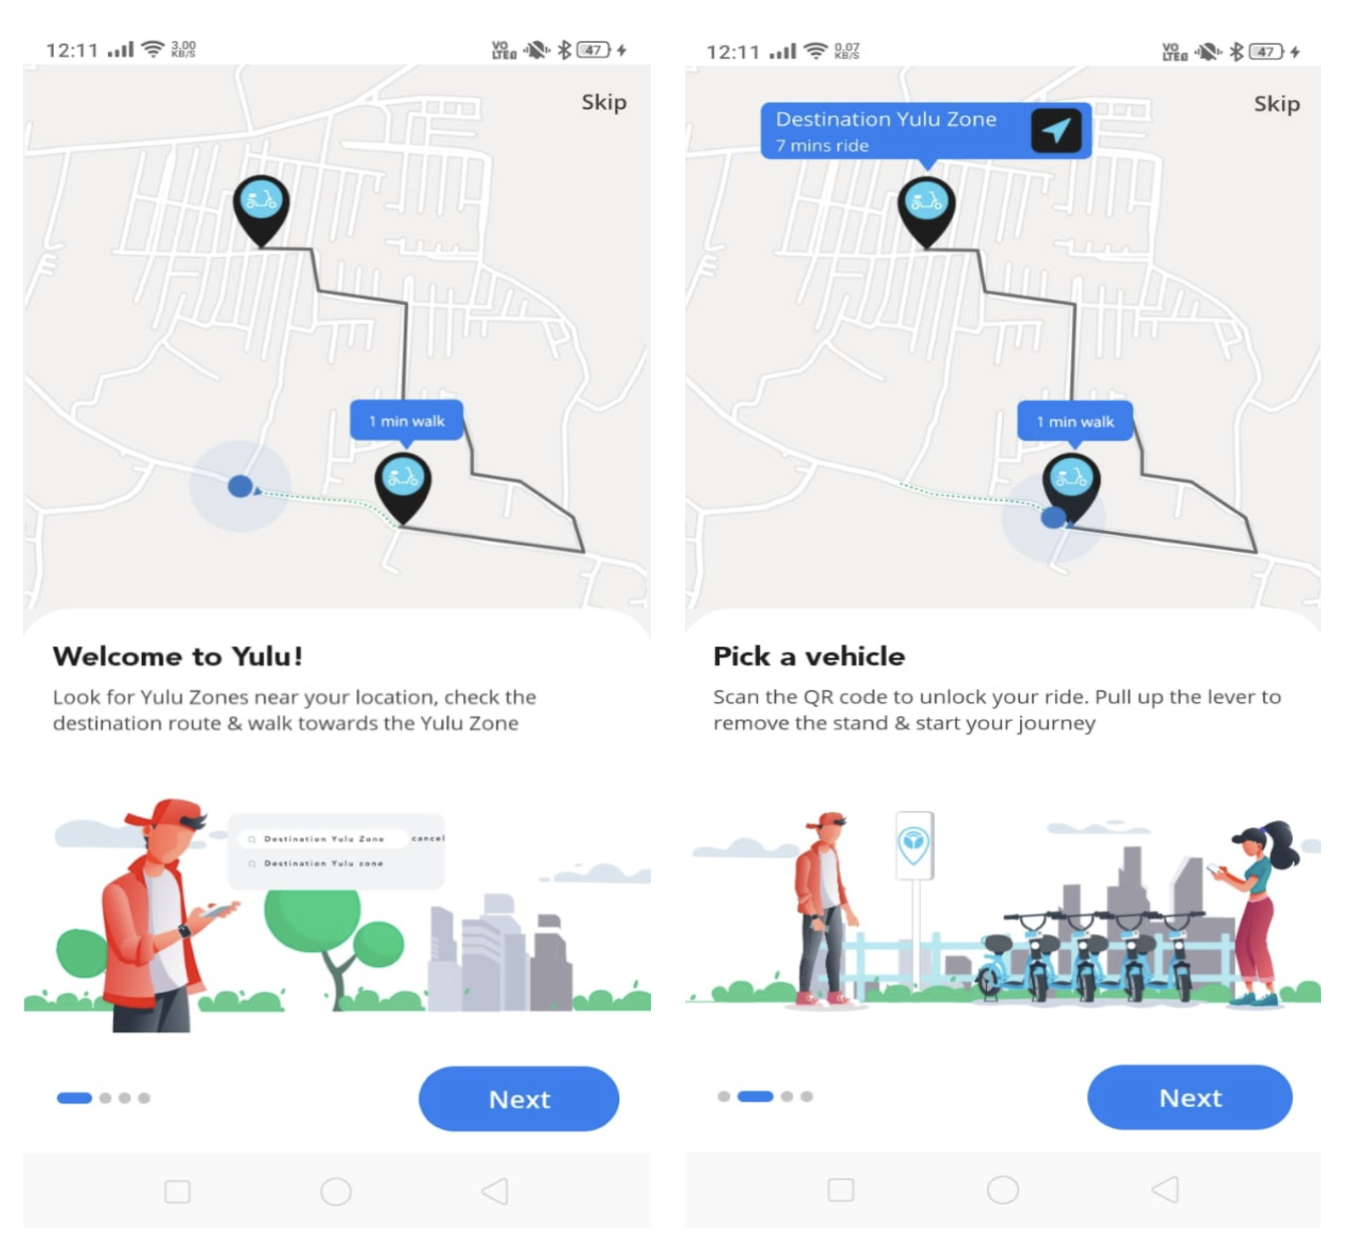 12:11 3.00 KB/S VO LTE 47
Skip
1 min walk
Welcome to Yulu!
Look for Yulu Zones near your location, check the
destination route & walk towards the Yulu Zone
Destination Yulu Zone cancel
Destination Yulu zone
Next
12:11 0.07 KB/S VO LTE 47
Skip
Destination Yulu Zone
7 mins ride
1 min walk
Pick a vehicle
Scan the QR code to unlock your ride. Pull up the lever to
remove the stand & start your journey
Next